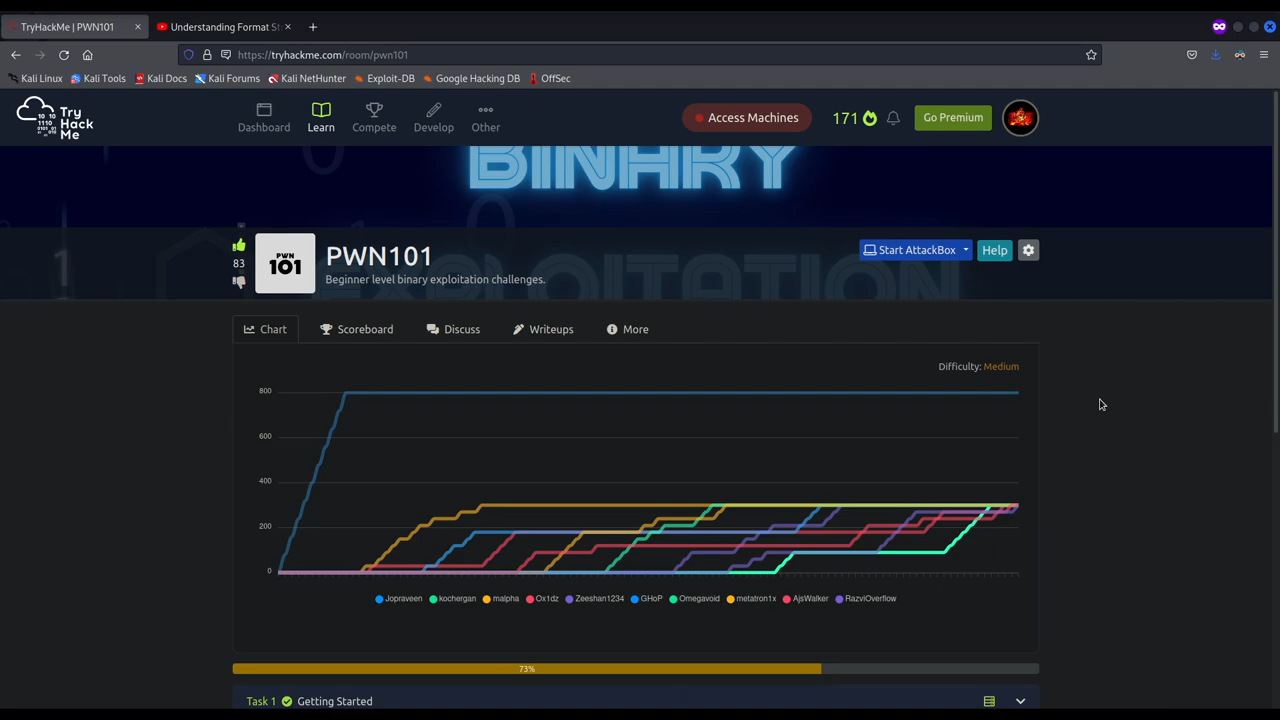 TryHackMe | PWN101
Understanding Format St
https://tryhackme.com/room/pwn101
Kali Linux Kali Tools Kali Docs Kali Forums Kali NetHunter Exploit-DB Google Hacking DB OffSec
Try
Hack
Me
Dashboard Learn Compete Develop Other
Access Machines 171 Go Premium
BINARY
EXPLOITATION
83
PWN
101
PWN101
Beginner level binary exploitation challenges.
Start AttackBox Help
Chart Scoreboard Discuss Writeups More
Difficulty: Medium
800
600
400
200
0
Jopraveen kochergan malpha Ox1dz Zeeshan1234 GHoP Omegavoid metatron1x AjsWalker RazviOverflow
73%
Task 1 Getting Started